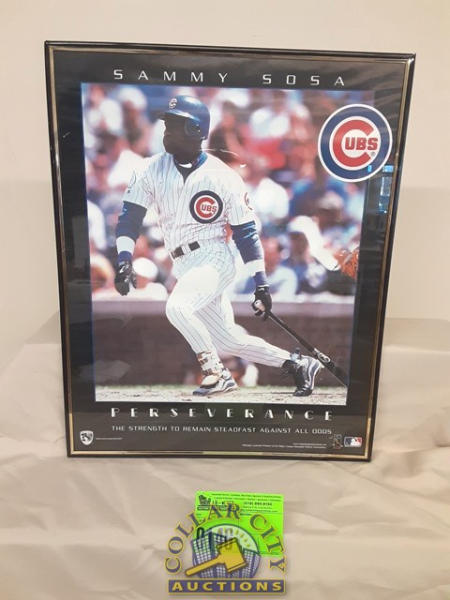 SAMMY SOSA
CUBS
CUBS
PERSEVERANCE
THE STRENGTH TO REMAIN STEADFAST AGAINST ALL ODDS
COLLAR CITY
AUCTIONS